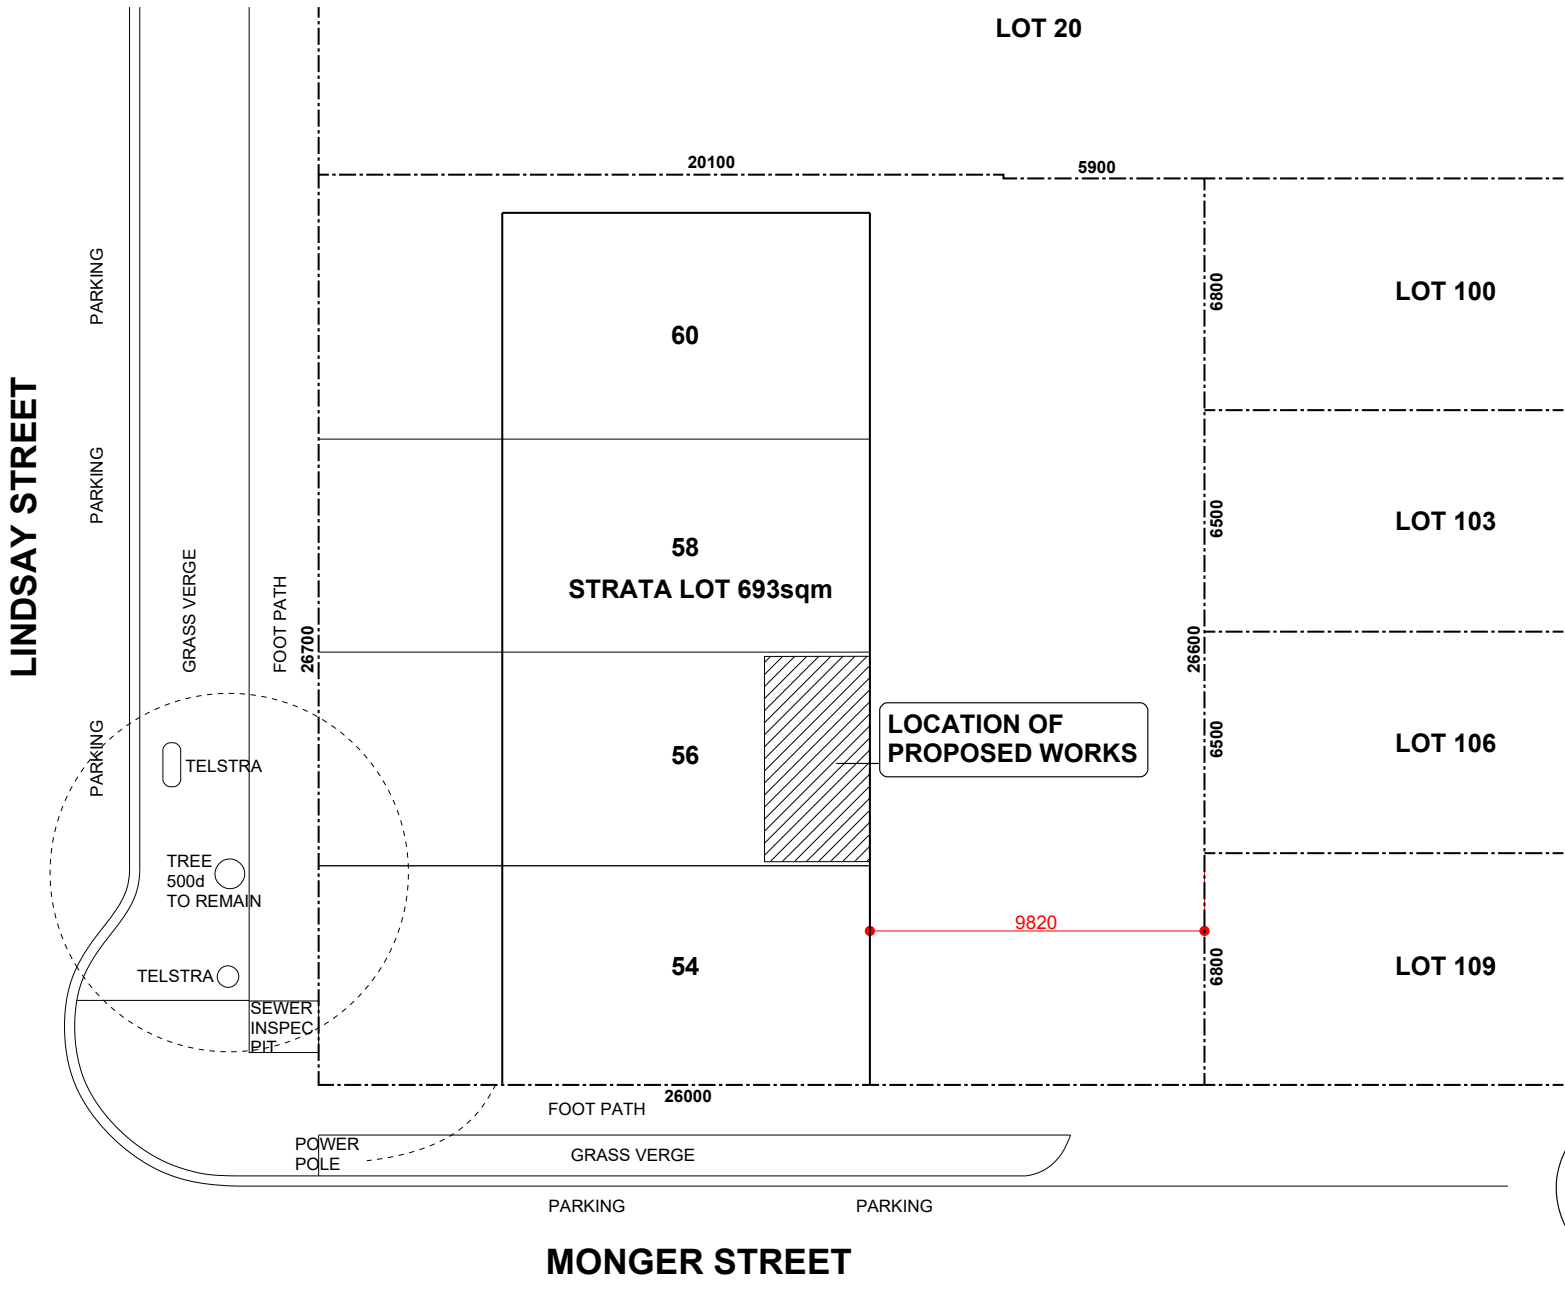 LOT 20
20100
5900
PARKING
6800
LOT 100
60
LINDSAY STREET
PARKING
6500
LOT 103
58
STRATA LOT 693sqm
GRASS VERGE
FOOT PATH
26700
26600
PARKING
TELSTRA
56
LOCATION OF
PROPOSED WORKS
6500
LOT 106
TREE
500d
TO REMAIN
9820
TELSTRA
54
6800
LOT 109
SEWER
INSPEC
PIT
26000
FOOT PATH
POWER
POLE
GRASS VERGE
PARKING
PARKING
MONGER STREET